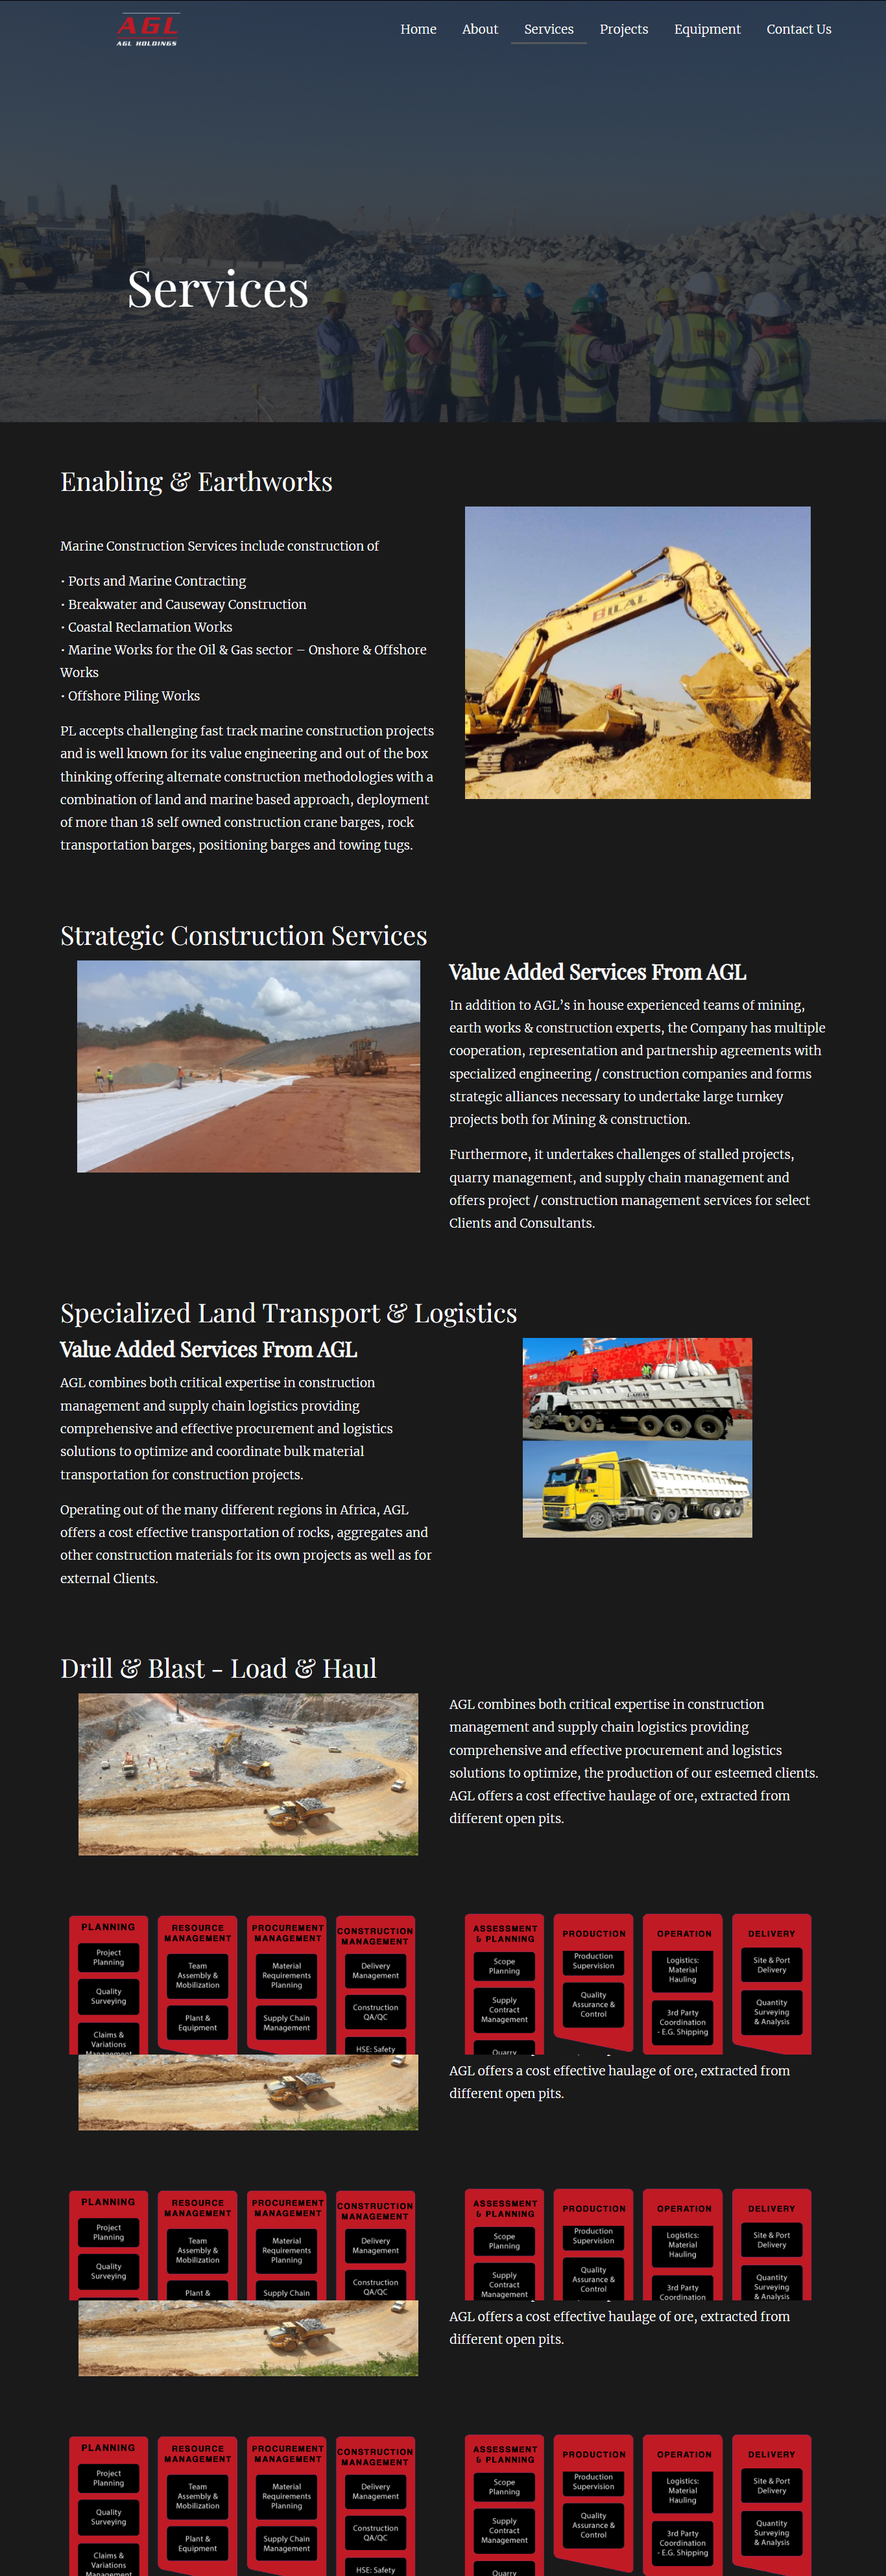 AGL
AGL HOLDINGS
Home About Services Projects Equipment Contact Us
Services
Enabling & Earthworks
Marine Construction Services include construction of
• Ports and Marine Contracting
• Breakwater and Causeway Construction
• Coastal Reclamation Works
• Marine Works for the Oil & Gas sector – Onshore & Offshore
Works
• Offshore Piling Works
PL accepts challenging fast track marine construction projects
and is well known for its value engineering and out of the box
thinking offering alternate construction methodologies with a
combination of land and marine based approach, deployment
of more than 18 self owned construction crane barges, rock
transportation barges, positioning barges and towing tugs.
BILAL
Strategic Construction Services
Value Added Services From AGL
In addition to AGL’s in house experienced teams of mining,
earth works & construction experts, the Company has multiple
cooperation, representation and partnership agreements with
specialized engineering / construction companies and forms
strategic alliances necessary to undertake large turnkey
projects both for Mining & construction.
Furthermore, it undertakes challenges of stalled projects,
quarry management, and supply chain management and
offers project / construction management services for select
Clients and Consultants.
Specialized Land Transport & Logistics
Value Added Services From AGL
AGL combines both critical expertise in construction
management and supply chain logistics providing
comprehensive and effective procurement and logistics
solutions to optimize and coordinate bulk material
transportation for construction projects.
Operating out of the many different regions in Africa, AGL
offers a cost effective transportation of rocks, aggregates and
other construction materials for its own projects as well as for
external Clients.
Drill & Blast - Load & Haul
AGL combines both critical expertise in construction
management and supply chain logistics providing
comprehensive and effective procurement and logistics
solutions to optimize, the production of our esteemed clients.
AGL offers a cost effective haulage of ore, extracted from
different open pits.
PLANNING
Project
Planning
Quality
Surveying
Claims &
Variations
Management
RESOURCE
MANAGEMENT
Team
Assembly &
Mobilization
Plant &
Equipment
PROCUREMENT
MANAGEMENT
Material
Requirements
Planning
Supply Chain
Management
CONSTRUCTION
MANAGEMENT
Delivery
Management
Construction
QA/QC
HSE: Safety
ASSESSMENT
& PLANNING
Scope
Planning
Supply
Contract
Management
Quarry
PRODUCTION
Production
Supervision
Quality
Assurance &
Control
OPERATION
Logistics:
Material
Hauling
3rd Party
Coordination
- E.G. Shipping
DELIVERY
Site & Port
Delivery
Quantity
Surveying
& Analysis
AGL offers a cost effective haulage of ore, extracted from
different open pits.
PLANNING
Project
Planning
Quality
Surveying
RESOURCE
MANAGEMENT
Team
Assembly &
Mobilization
Plant &
PROCUREMENT
MANAGEMENT
Material
Requirements
Planning
Supply Chain
CONSTRUCTION
MANAGEMENT
Delivery
Management
Construction
QA/QC
ASSESSMENT
& PLANNING
Scope
Planning
Supply
Contract
Management
PRODUCTION
Production
Supervision
Quality
Assurance &
Control
OPERATION
Logistics:
Material
Hauling
3rd Party
Coordination
DELIVERY
Site & Port
Delivery
Quantity
Surveying
& Analysis
AGL offers a cost effective haulage of ore, extracted from
different open pits.
PLANNING
Project
Planning
Quality
Surveying
Claims &
Variations
Management
RESOURCE
MANAGEMENT
Team
Assembly &
Mobilization
Plant &
Equipment
PROCUREMENT
MANAGEMENT
Material
Requirements
Planning
Supply Chain
Management
CONSTRUCTION
MANAGEMENT
Delivery
Management
Construction
QA/QC
HSE: Safety
ASSESSMENT
& PLANNING
Scope
Planning
Supply
Contract
Management
Quarry
PRODUCTION
Production
Supervision
Quality
Assurance &
Control
OPERATION
Logistics:
Material
Hauling
3rd Party
Coordination
- E.G. Shipping
DELIVERY
Site & Port
Delivery
Quantity
Surveying
& Analysis